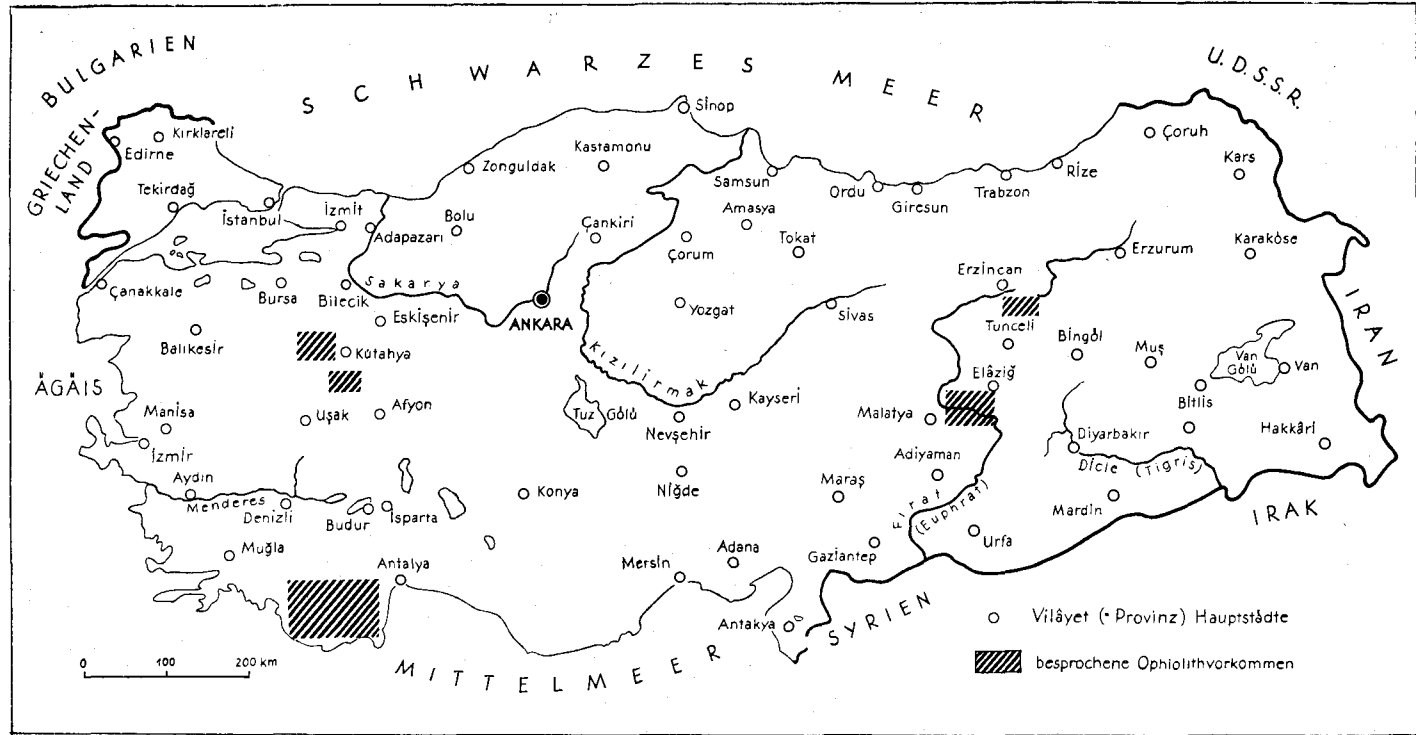 BULGARIEN
SCHWARZES MEER
U.D.S.S.R.
GRIECHEN-
LAND
Edirne
Kırklareli
Tekirdağ
İstanbul
İzmit
Adapazarı
Zonguldak
Bolu
Kastamonu
Sinop
Çankiri
Samsun
Amasya
Çorum
Tokat
Ordu
Giresun
Trabzon
Rize
Çoruh
Kars
Çanakkale
Bursa
Bilecik
Sakarya
Eskişenir
ANKARA
Yozgat
Sivas
Erzincan
Erzurum
Karaköse
IRAN
Balıkesir
Kütahya
Kızılirmak
Tunceli
Bingöl
Muş
Van
Gölü
Van
ÄGÄIS
Manisa
Uşak
Afyon
Tuz Gölü
Nevşehir
Kayseri
Malatya
Elâzığ
Bitlis
İzmir
Adiyaman
Diyarbakır
Dicle (Tigris)
Hakkâri
Aydın
Menderes
Denizli
Budur
İsparta
Konya
Niğde
Maraş
Fırat
(Euphrat)
Mardin
IRAK
Muğla
Antalya
Mersin
Adana
Gaziantep
Urfa
Antakya
SYRIEN
MITTELMEER
0 100 200 km
Vilâyet (= Provinz) Hauptstädte
besprochene Ophiolithvorkommen